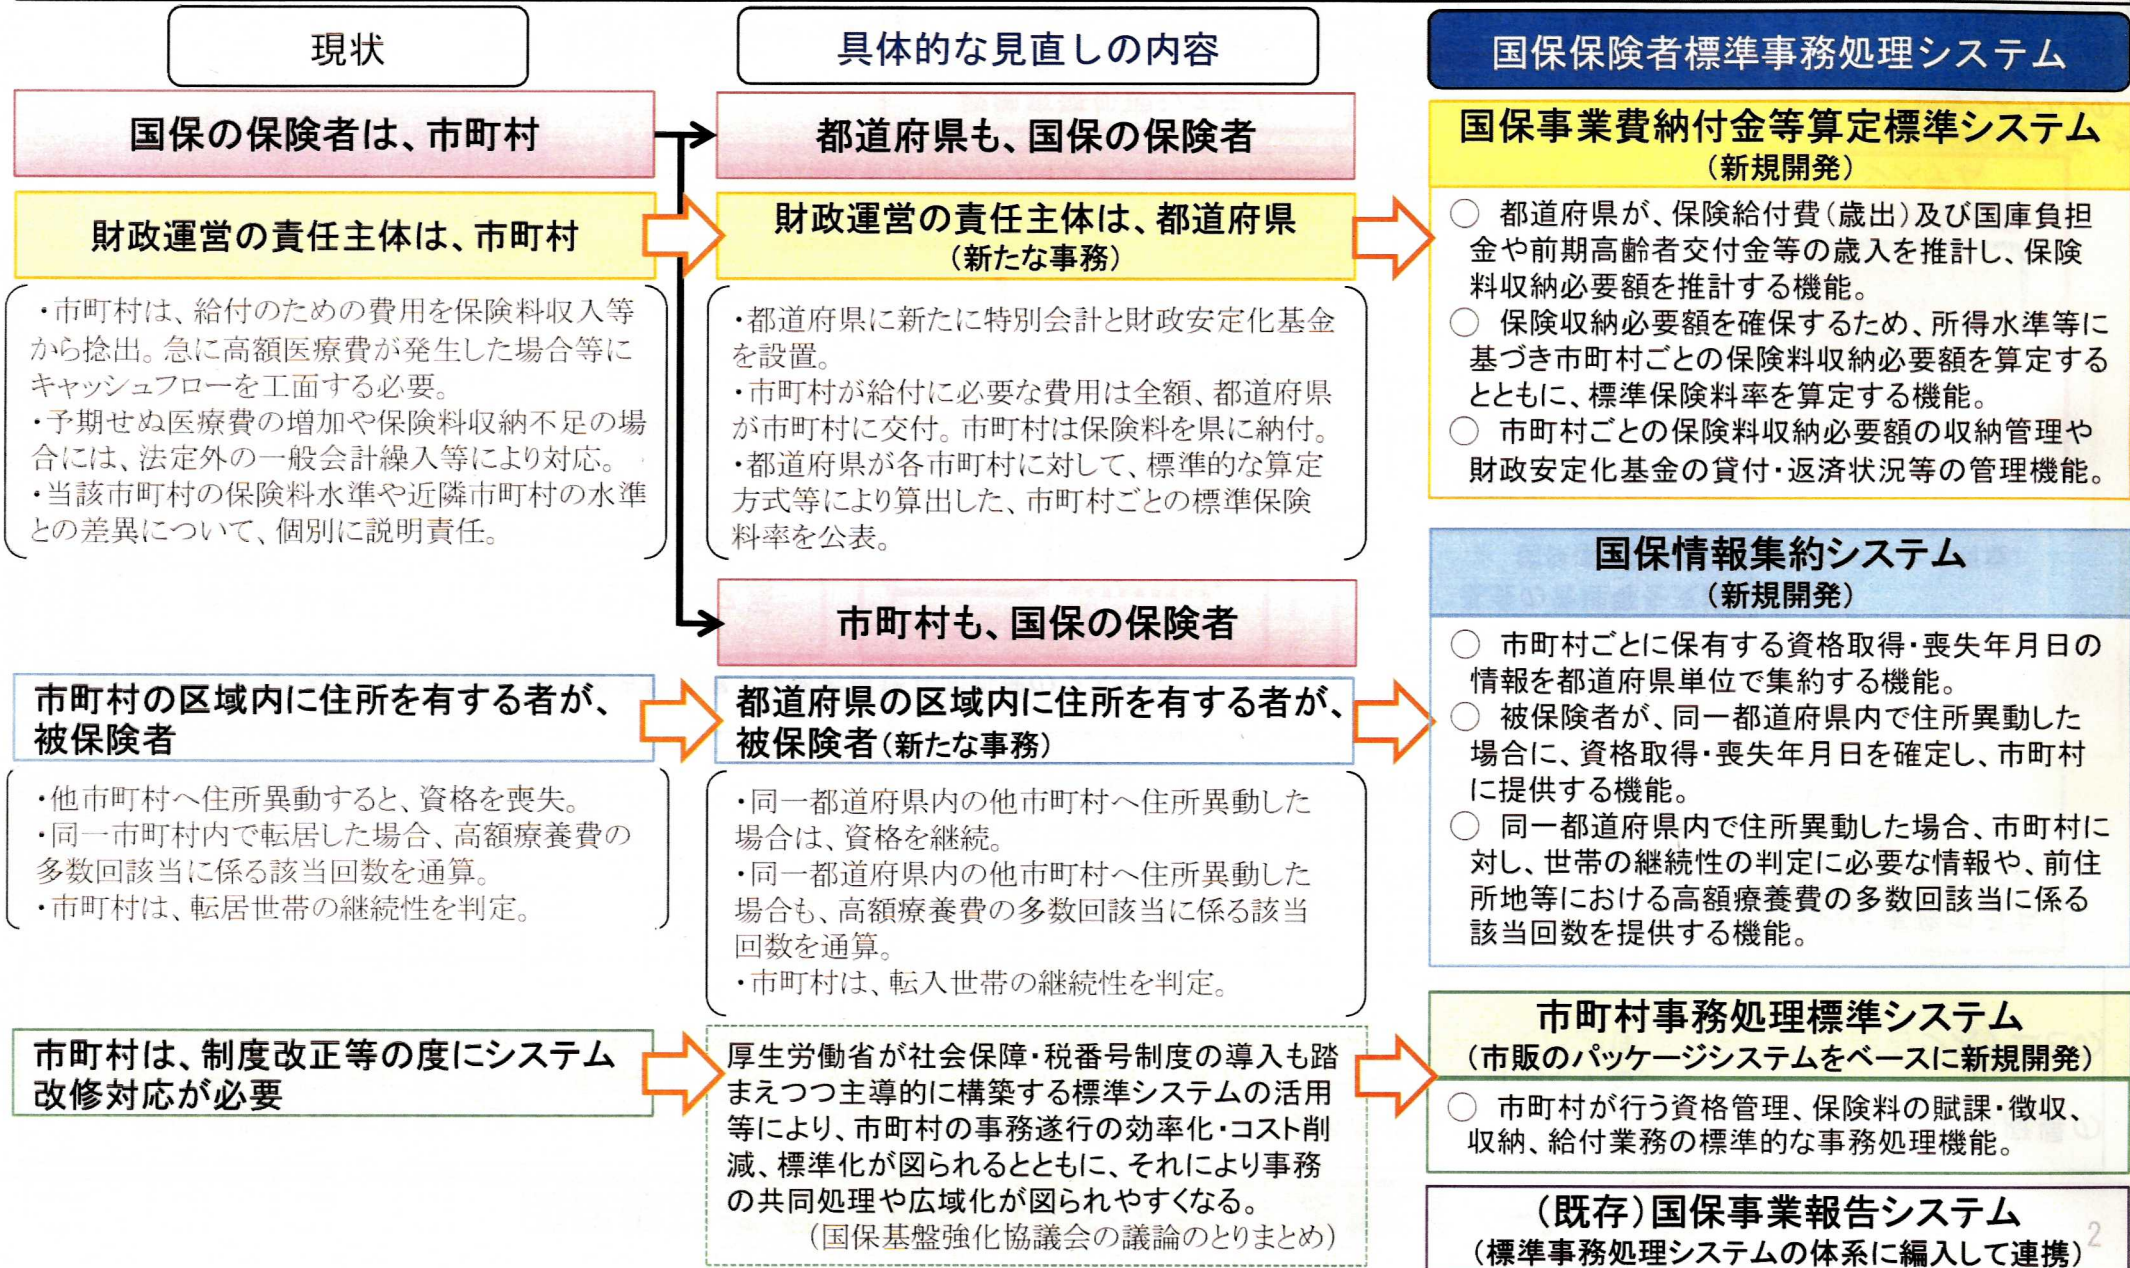 現状
国保の保険者は、市町村
財政運営の責任主体は、市町村
・市町村は、給付のための費用を保険料収入等
から捻出。急に高額医療費が発生した場合等に
キャッシュフローを工面する必要。
・予期せぬ医療費の増加や保険料収納不足の場
合には、法定外の一般会計繰入等により対応。
・当該市町村の保険料水準や近隣市町村の水準
との差異について、個別に説明責任。
市町村の区域内に住所を有する者が、
被保険者
・他市町村へ住所異動すると、資格を喪失。
・同一市町村内で転居した場合、高額療養費の
多数回該当に係る該当回数を通算。
・市町村は、転居世帯の継続性を判定。
市町村は、制度改正等の度にシステム
改修対応が必要
具体的な見直しの内容
都道府県も、国保の保険者
財政運営の責任主体は、都道府県
（新たな事務）
・都道府県に新たに特別会計と財政安定化基金
を設置。
・市町村が給付に必要な費用は全額、都道府県
が市町村に交付。市町村は保険料を県に納付。
・都道府県が各市町村に対して、標準的な算定
方式等により算出した、市町村ごとの標準保険
料率を公表。
市町村も、国保の保険者
都道府県の区域内に住所を有する者が、
被保険者（新たな事務）
・同一都道府県内の他市町村へ住所異動した
場合は、資格を継続。
・同一都道府県内の他市町村へ住所異動した
場合も、高額療養費の多数回該当に係る該当
回数を通算。
・市町村は、転入世帯の継続性を判定。
厚生労働省が社会保障・税番号制度の導入も踏
まえつつ主導的に構築する標準システムの活用
等により、市町村の事務遂行の効率化・コスト削
減、標準化が図られるとともに、それにより事務
の共同処理や広域化が図られやすくなる。
（国保基盤強化協議会の議論のとりまとめ）
国保保険者標準事務処理システム
国保事業費納付金等算定標準システム
（新規開発）
○ 都道府県が、保険給付費（歳出）及び国庫負担
金や前期高齢者交付金等の歳入を推計し、保険
料収納必要額を推計する機能。
○ 保険収納必要額を確保するため、所得水準等に
基づき市町村ごとの保険料収納必要額を算定する
とともに、標準保険料率を算定する機能。
○ 市町村ごとの保険料収納必要額の収納管理や
財政安定化基金の貸付・返済状況等の管理機能。
国保情報集約システム
（新規開発）
○ 市町村ごとに保有する資格取得・喪失年月日の
情報を都道府県単位で集約する機能。
○ 被保険者が、同一都道府県内で住所異動した
場合に、資格取得・喪失年月日を確定し、市町村
に提供する機能。
○ 同一都道府県内で住所異動した場合、市町村に
対し、世帯の継続性の判定に必要な情報や、前住
所地等における高額療養費の多数回該当に係る
該当回数を提供する機能。
市町村事務処理標準システム
（市販のパッケージシステムをベースに新規開発）
○ 市町村が行う資格管理、保険料の賦課・徴収、
収納、給付業務の標準的な事務処理機能。
（既存）国保事業報告システム
（標準事務処理システムの体系に編入して連携）
2